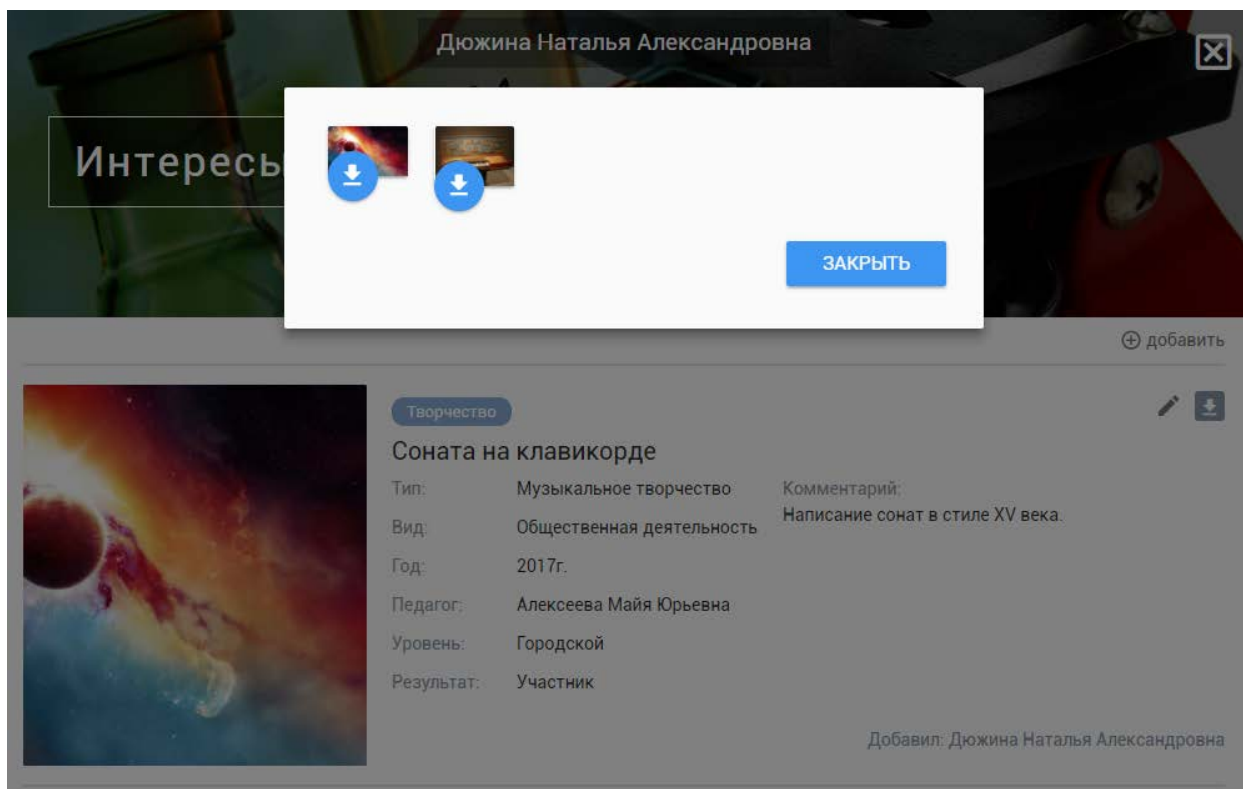 Дюжина Наталья Александровна
Интересы
ЗАКРЫТЬ
добавить
Творчество
Соната на клавикорде
Тип: Музыкальное творчество
Вид: Общественная деятельность
Год: 2017г.
Педагог: Алексеева Майя Юрьевна
Уровень: Городской
Результат: Участник
Комментарий:
Написание сонат в стиле XV века.
Добавил: Дюжина Наталья Александровна